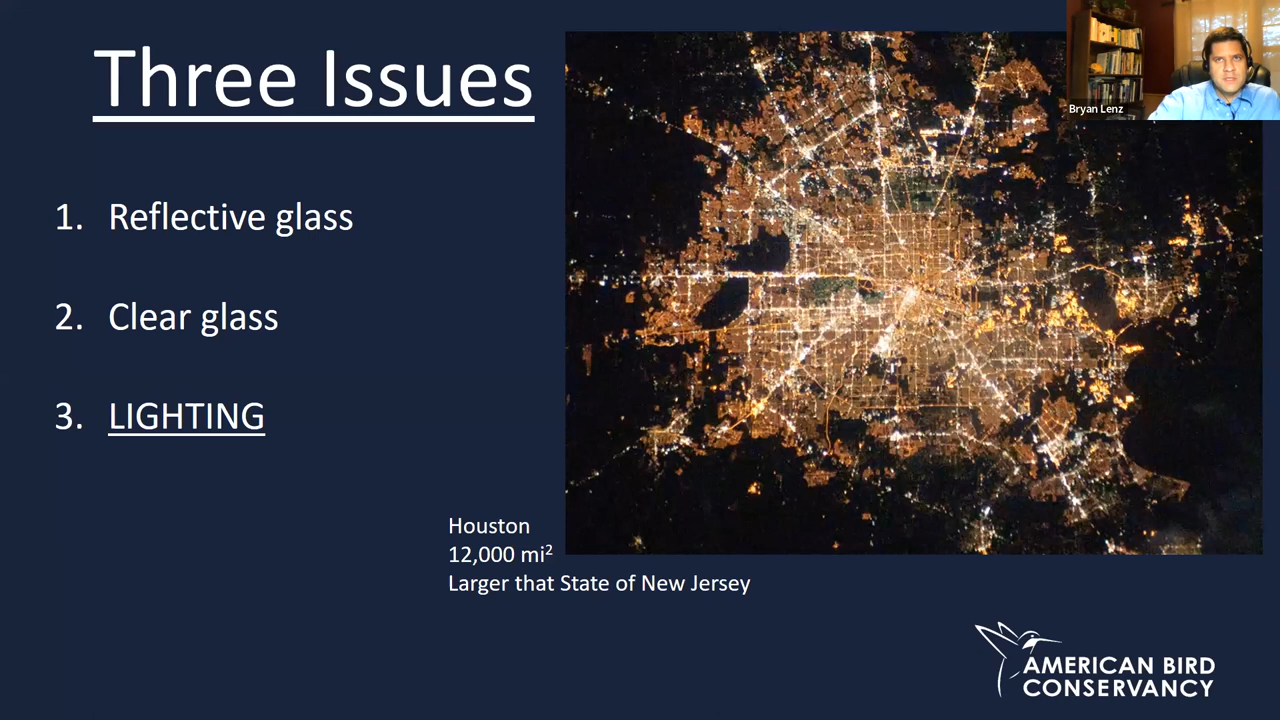 Three Issues
1. Reflective glass
2. Clear glass
3. LIGHTING
Houston
12,000 mi²
Larger that State of New Jersey
Bryan Lenz
AMERICAN BIRD
CONSERVANCY